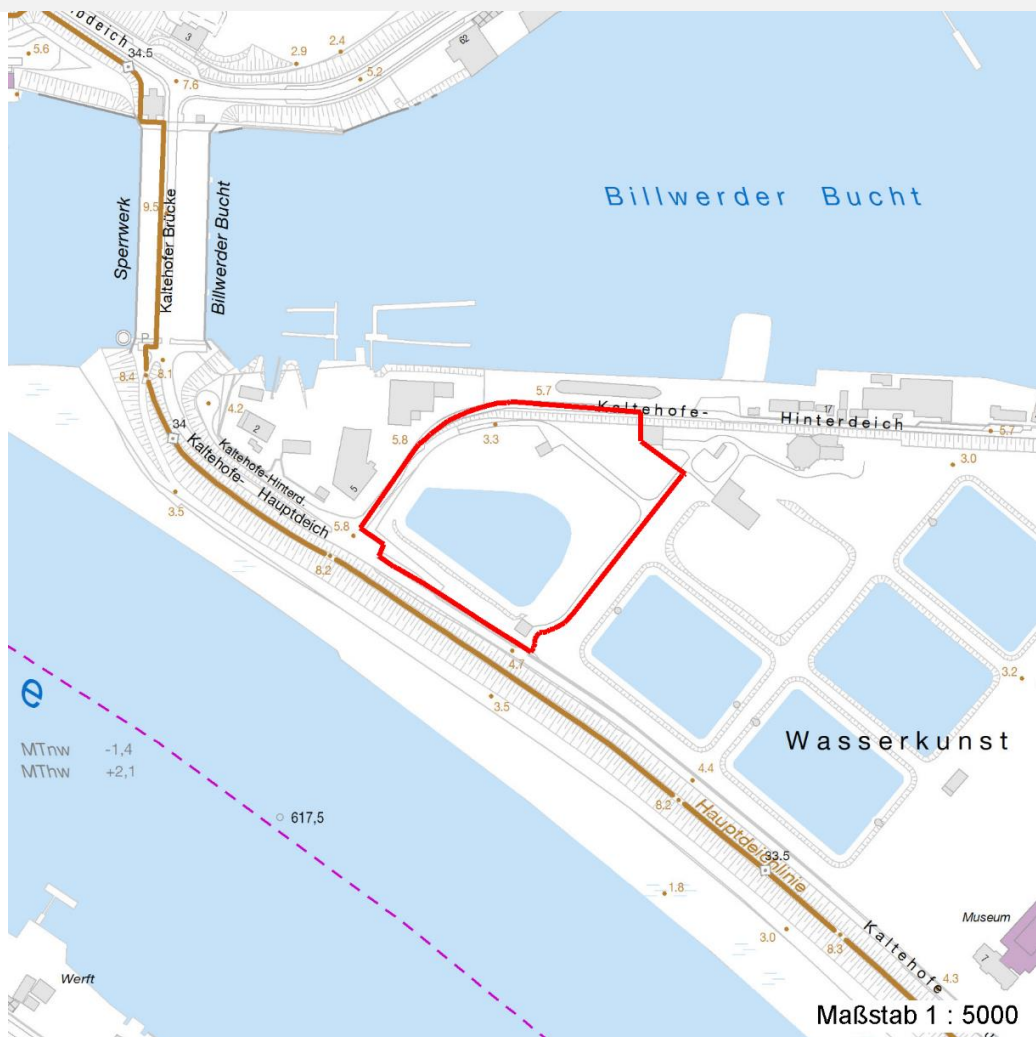 34.5
3
62
5.6
2.9
2.4
5.2
7.6
Billwerder Bucht
9.5
Sperrwerk
Kaltehofer Brücke
Billwerder Bucht
P
8.4
8.1
4.2
2
34
Kaltehofe-Hinterd.
Kaltehofe- Hauptdeich
3.5
5.8
5
5.8
3.3
5.7
Kaltehofe-
Hinterdeich
17
5.7
3.0
8.2
4.7
3.5
3.2
e
MTnw -1,4
MThw +2,1
617,5
Wasserkunst
4.4
8.2
Hauptdeichlinie
33.5
1.8
3.0
8.3
Kaltehofe
Museum
7
4.3
Werft
Maßstab 1 : 5000